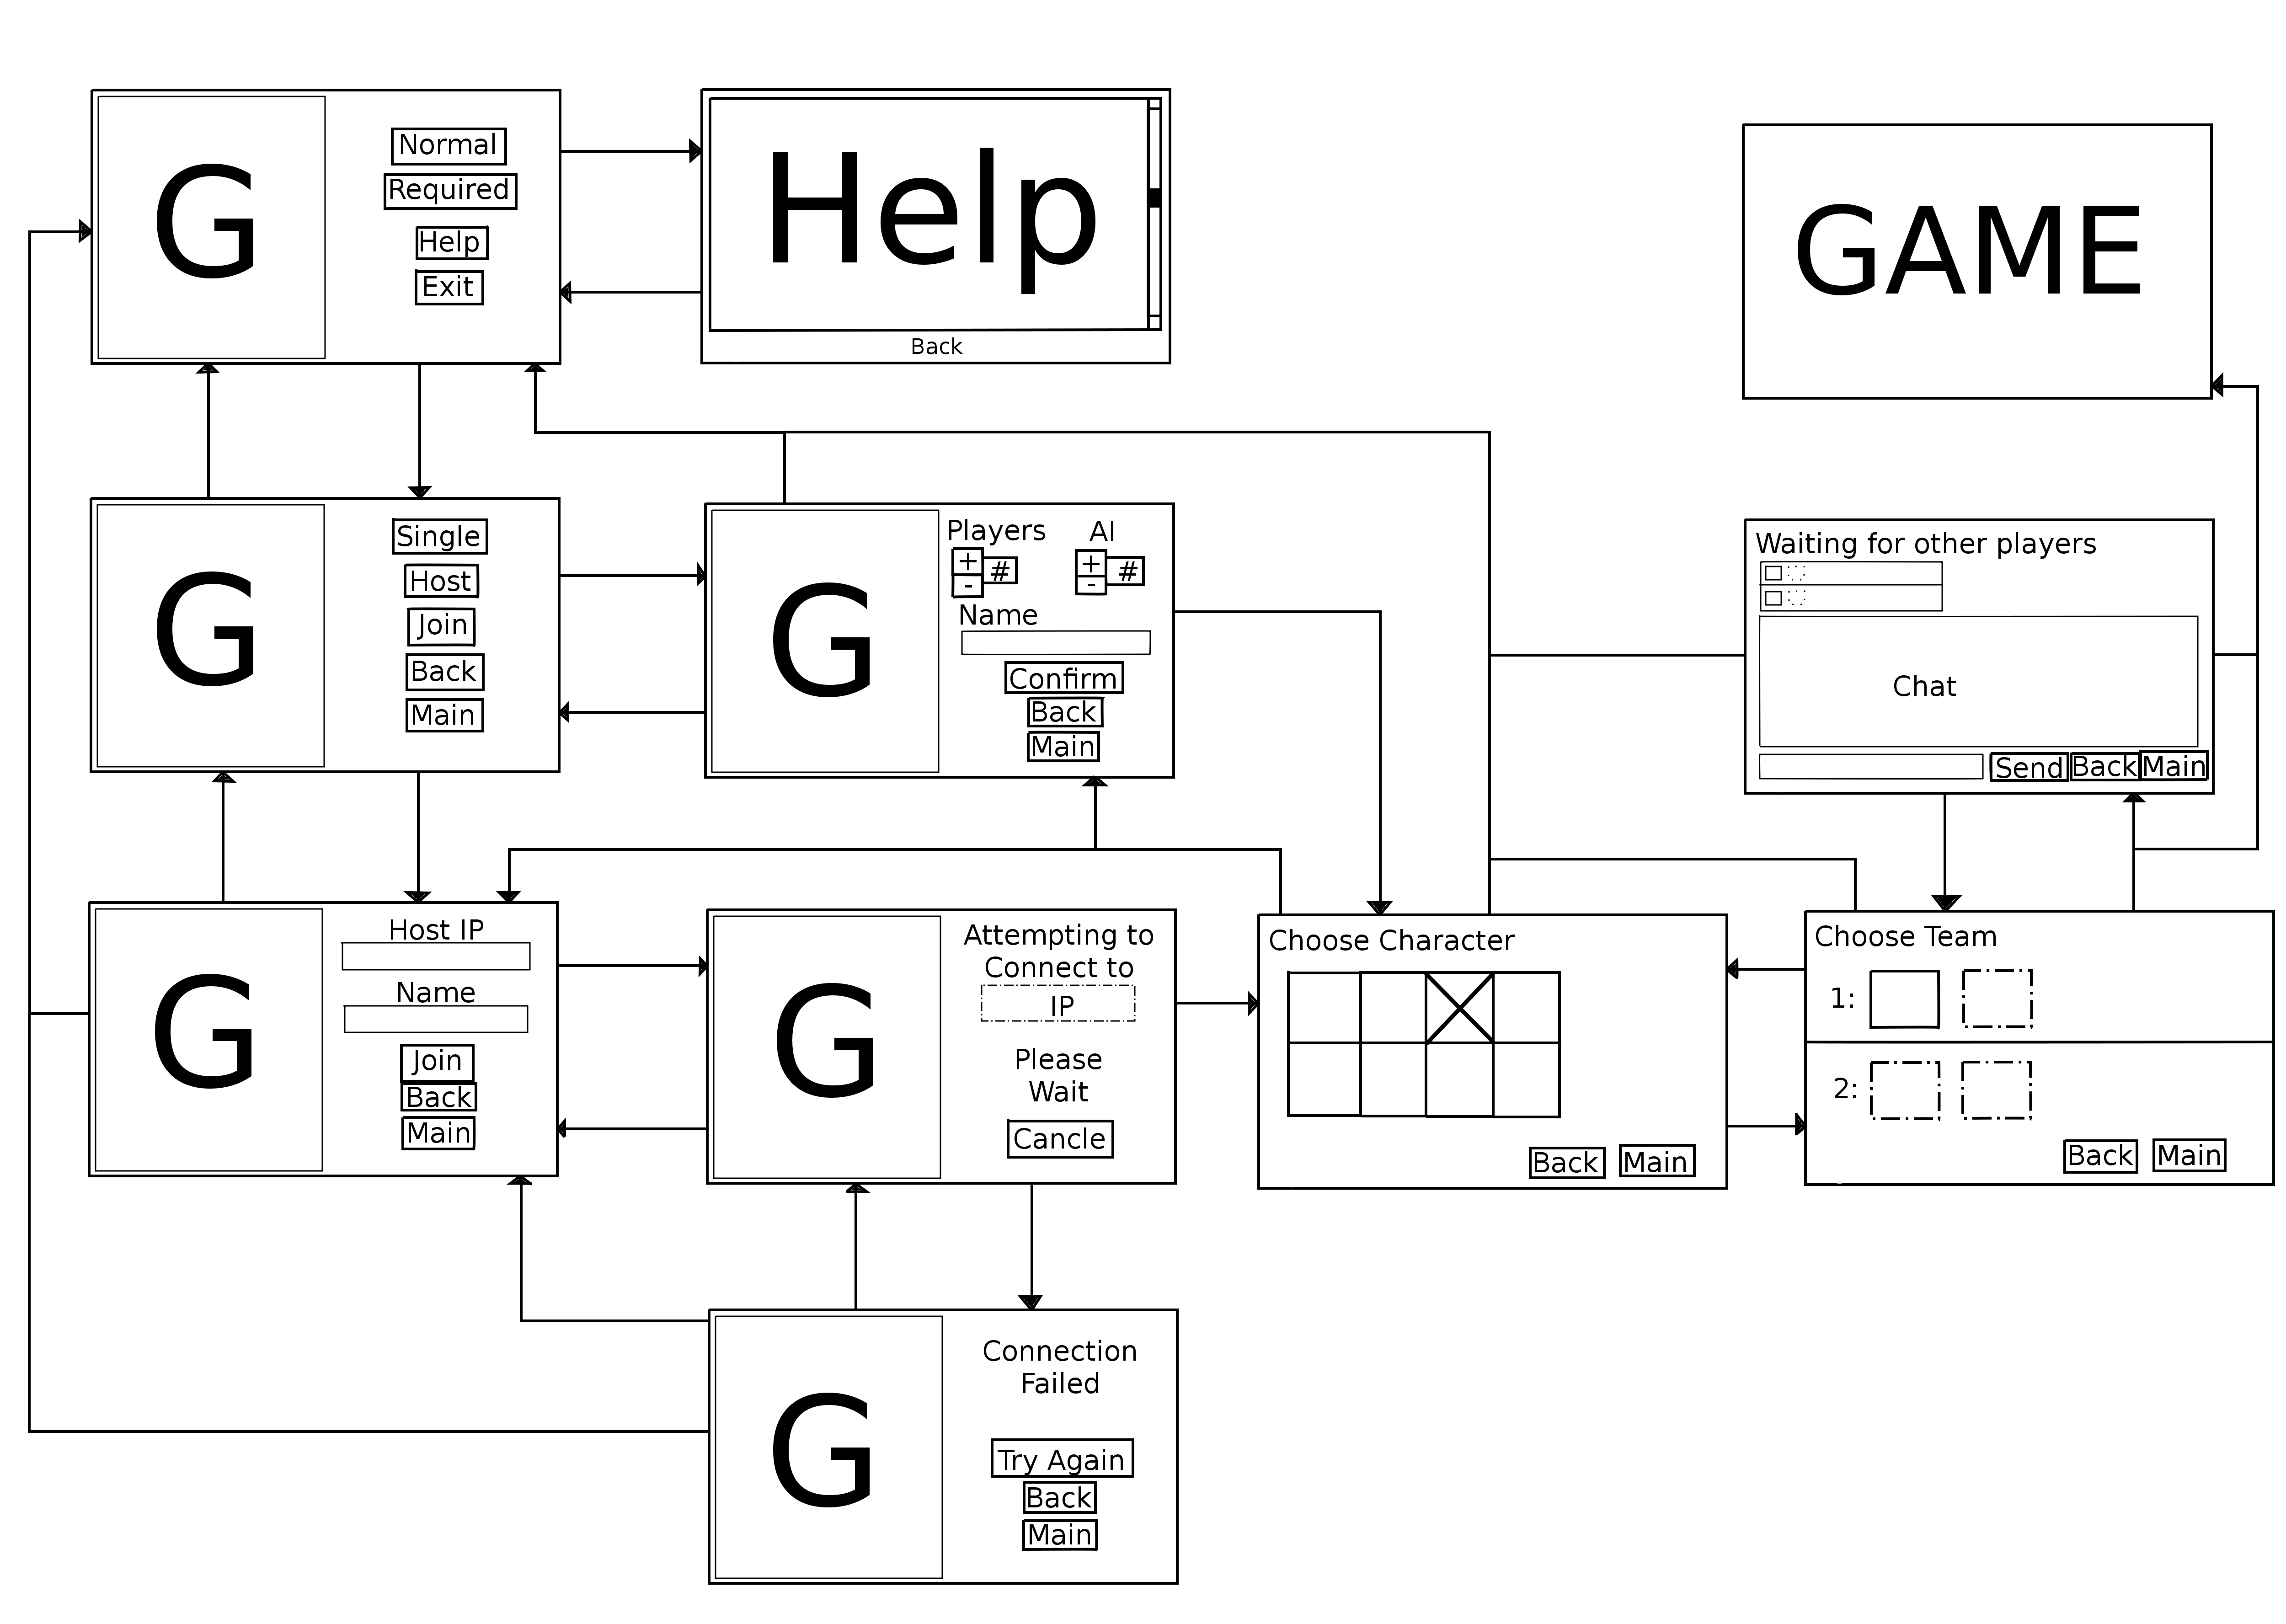 G
Normal
Required
Help
Exit
Help
Back
GAME
G
Single
Host
Join
Back
Main
G
Players AI
+ # + #
- -
Name
Confirm
Back
Main
Waiting for other players
Chat
Send Back Main
G
Host IP
Name
Join
Back
Main
G
Attempting to
Connect to
IP
Please
Wait
Cancle
Choose Character
Back Main
Choose Team
1:
2:
Back Main
G
Connection
Failed
Try Again
Back
Main